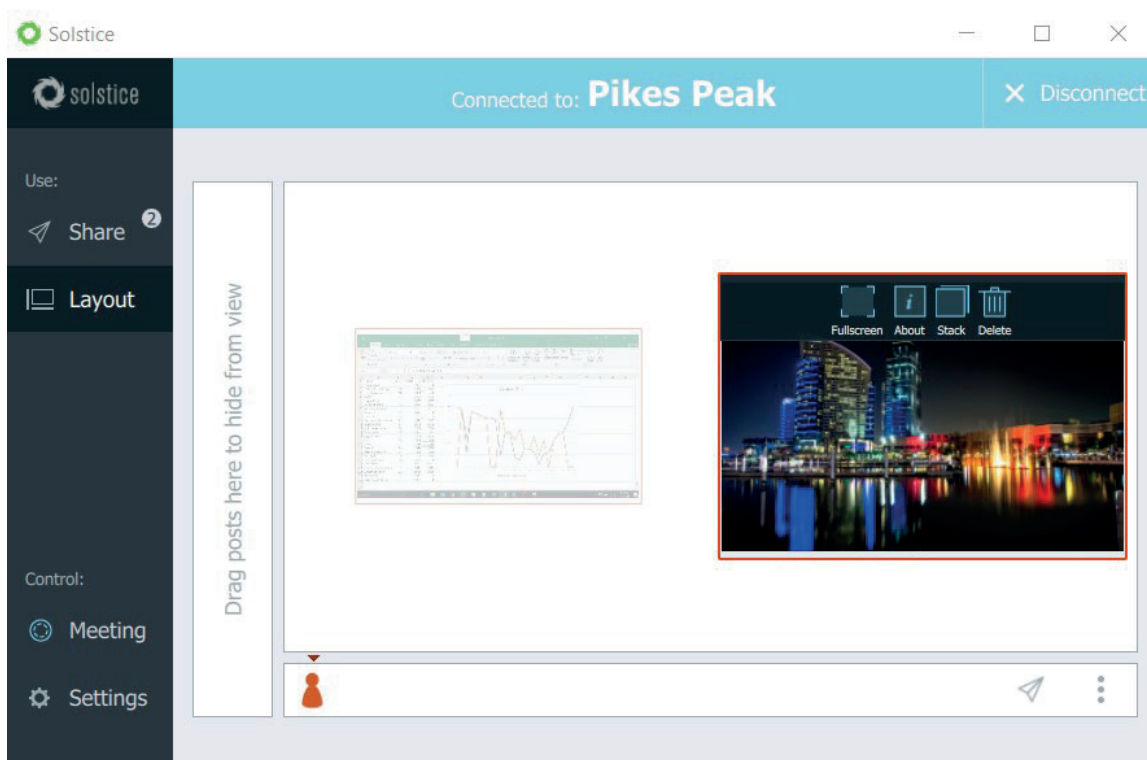 Solstice
solstice
Connected to: Pikes Peak
Disconnect
Use:
Share 2
Layout
Drag posts here to hide from view
Fullscreen About Stack Delete
Control:
Meeting
Settings